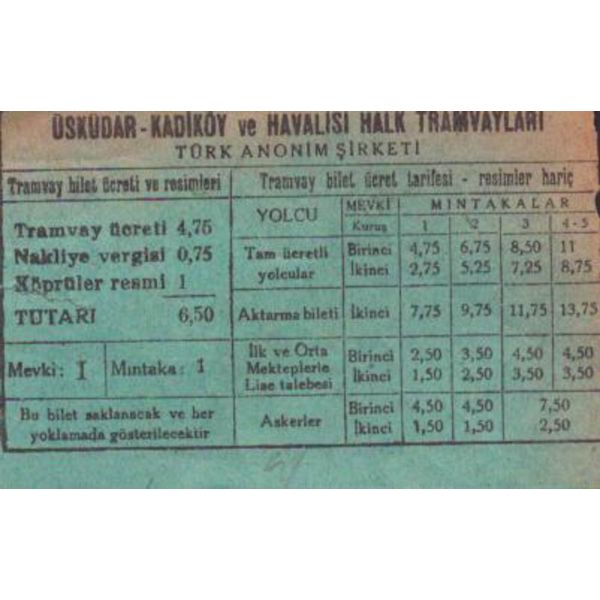 ÜSKÜDAR-KADIKÖY ve HAVALISI HALK TRAMVAYLARI
TÜRK ANONİM ŞİRKETİ
Tramvay bilet ücreti ve resimleri
Tramvay ücreti 4,75
Nakliye vergisi 0,75
Köprüler resmi 1
TUTARI 6,50
Mevki: I Mıntaka: 1
Bu bilet saklanacak ve her
yoklamada gösterilecektir
Tramvay bilet ücret tarifesi - resimler hariç
YOLCU MEVKİ MINTAKALAR
Kuruş 1 2 3 4-5
Tam ücretli yolcular Birinci 4,75 6,75 8,50 11
İkinci 2,75 5,25 7,25 8,75
Aktarma bileti İkinci 7,75 9,75 11,75 13,75
İlk ve Orta Mekteplerle Lise talebesi Birinci 2,50 3,50 4,50 4,50
İkinci 1,50 2,50 3,50 3,50
Askerler Birinci 4,50 4,50 7,50
İkinci 1,50 1,50 2,50